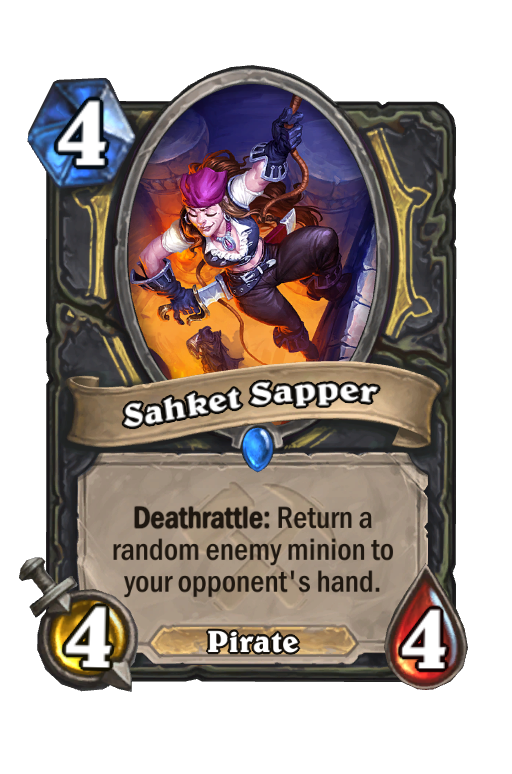 4
Sahket Sapper
Deathrattle: Return a
random enemy minion to
your opponent's hand.
4
Pirate
4